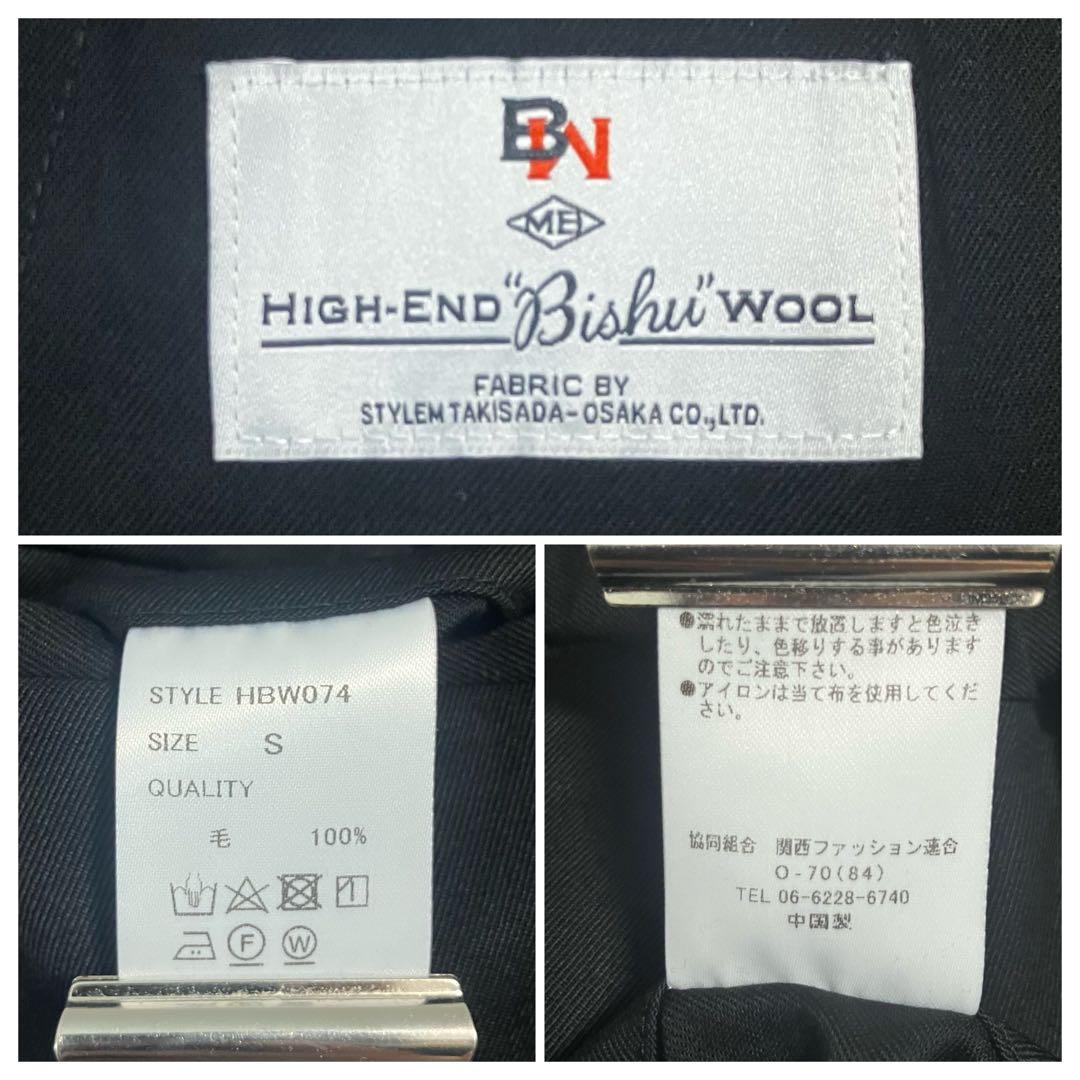 BW
ME
HIGH-END "Bishu" WOOL
FABRIC BY
STYLEM TAKISADA-OSAKA CO.,LTD.
STYLE HBW074
SIZE S
QUALITY
毛 100%
F W
●濡れたままで放置しますと色泣き
したり、色移りする事があります
のでご注意下さい。
●アイロンは当て布を使用してくだ
さい。
協同組合 関西ファッション連合
O-70(84)
TEL 06-6228-6740
中国製